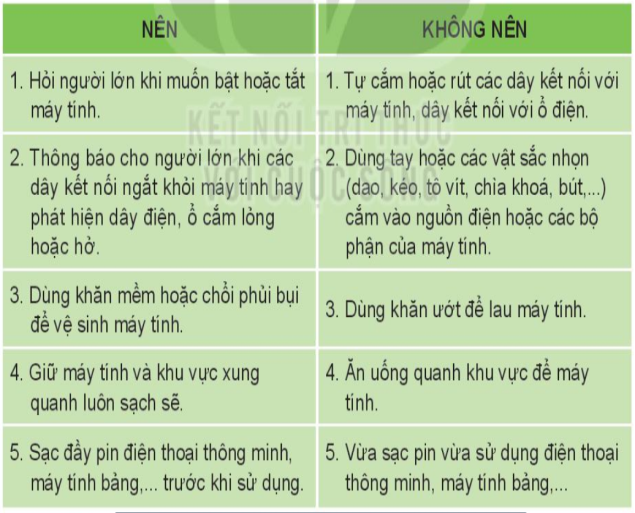 NÊN
KHÔNG NÊN
1. Hỏi người lớn khi muốn bật hoặc tắt
máy tính.
1. Tự cắm hoặc rút các dây kết nối với
máy tính, dây kết nối với ổ điện.
2. Thông báo cho người lớn khi các
dây kết nối ngắt khỏi máy tính hay
phát hiện dây điện, ổ cắm lỏng
hoặc hở.
2. Dùng tay hoặc các vật sắc nhọn
(dao, kéo, tô vít, chìa khoá, bút,...)
cắm vào nguồn điện hoặc các bộ
phận của máy tính.
3. Dùng khăn mềm hoặc chổi phủi bụi
để vệ sinh máy tính.
3. Dùng khăn ướt để lau máy tính.
4. Giữ máy tính và khu vực xung
quanh luôn sạch sẽ.
4. Ăn uống quanh khu vực để máy
tính.
5. Sạc đầy pin điện thoại thông minh,
máy tính bảng,... trước khi sử dụng.
5. Vừa sạc pin vừa sử dụng điện thoại
thông minh, máy tính bảng,...
KẾT NỐI TRI THỨC
VỚI CUỘC SỐNG